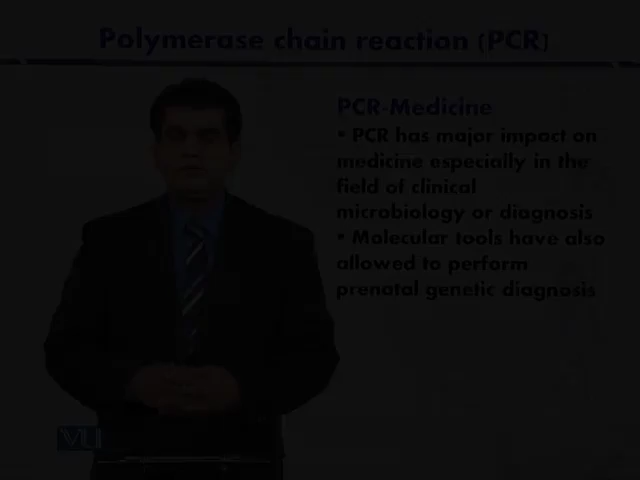 Polymerase chain reaction (PCR)
PCR-Medicine
▪ PCR has major impact on
medicine especially in the
field of clinical
microbiology or diagnosis
▪ Molecular tools have also
allowed to perform
prenatal genetic diagnosis
VU